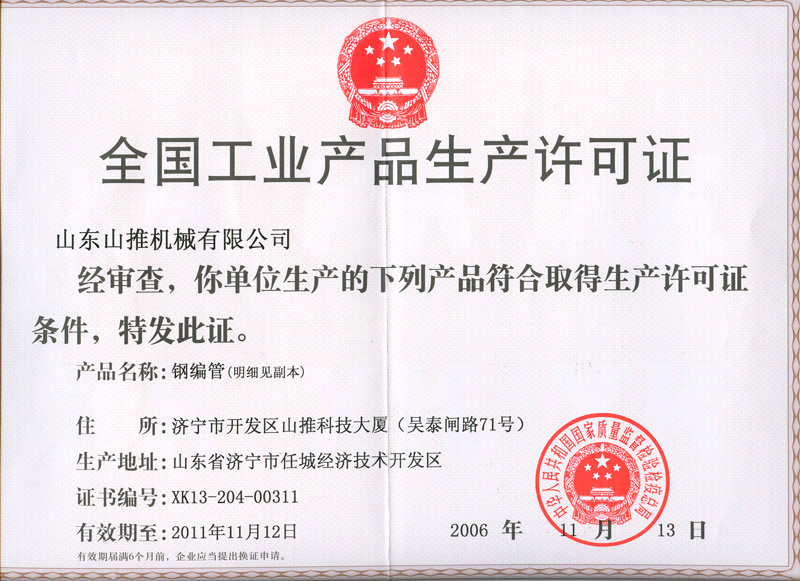 全国工业产品生产许可证
山东山推机械有限公司
经审查，你单位生产的下列产品符合取得生产许可证
条件，特发此证。
产品名称：钢编管(明细见副本)
住 所：济宁市开发区山推科技大厦（吴泰闸路71号）
生产地址：山东省济宁市任城经济技术开发区
证书编号：XK13-204-00311
有效期至：2011年11月12日
有效期届满6个月前，企业应当提出换证申请。
中华人民共和国国家质量监督检验检疫总局
2006 年 11 月 13 日